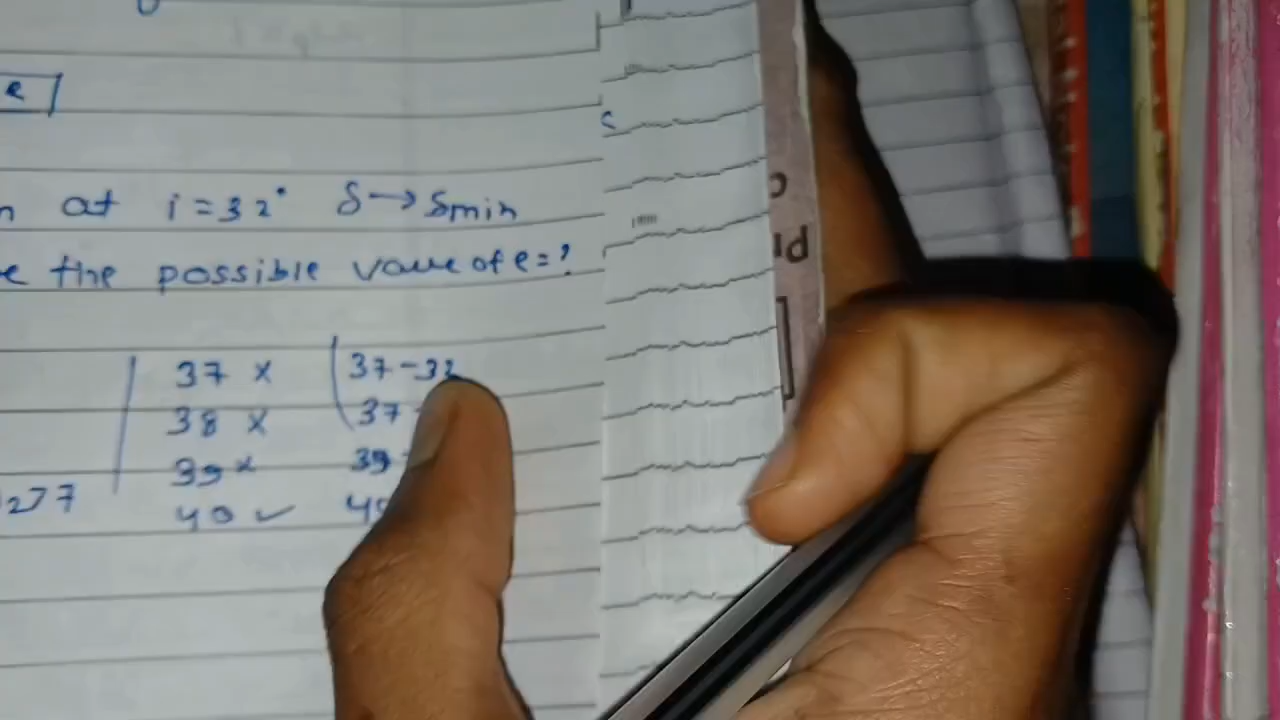 e
n at i = 32° δ → δmin
e the possible value of e = ?
37 × 37 - 32
38 × 37
39 × 39
277 40 ✓ 40